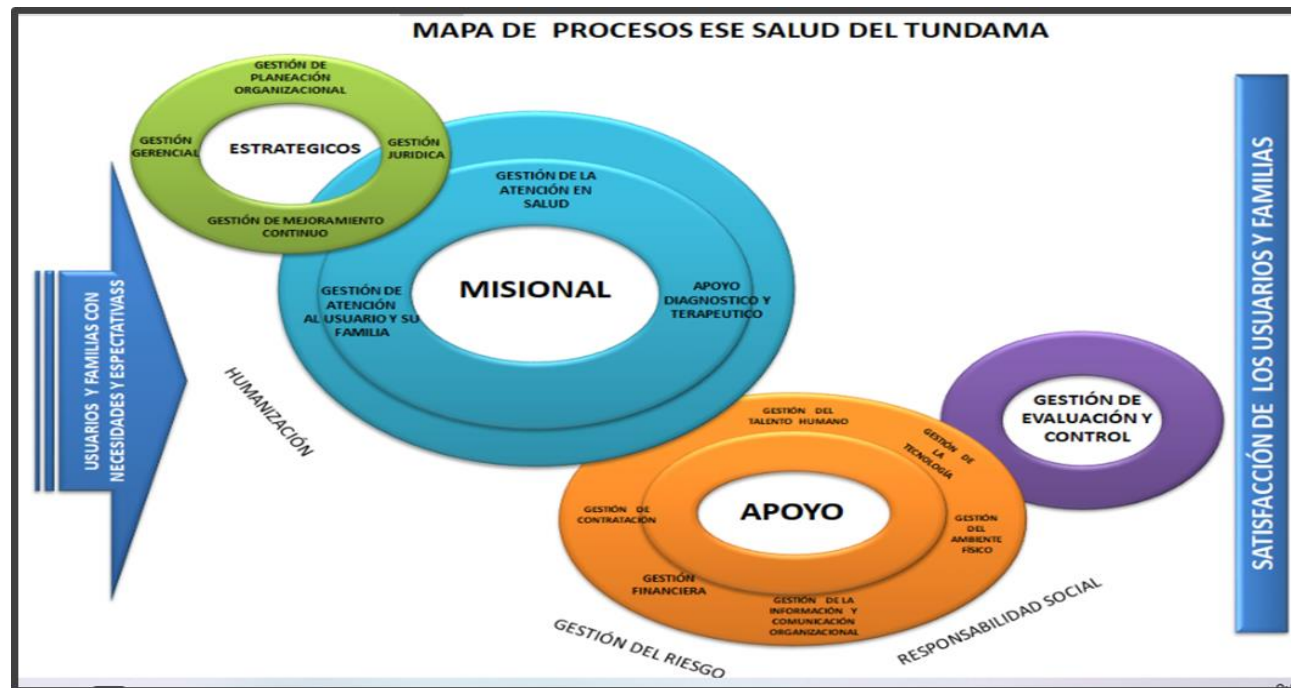 MAPA DE PROCESOS ESE SALUD DEL TUNDAMA
GESTIÓN DE
PLANEACIÓN
ORGANIZACIONAL
GESTIÓN
GERENCIAL
ESTRATEGICOS
GESTIÓN
JURIDICA
GESTIÓN DE MEJORAMIENTO
CONTINUO
GESTIÓN DE LA
ATENCIÓN EN
SALUD
MISIONAL
GESTIÓN DE
ATENCIÓN
AL USUARIO Y SU
FAMILIA
APOYO
DIAGNOSTICO Y
TERAPEUTICO
USUARIOS Y FAMILIAS CON
NECESIDADES Y ESPECTATIVASS
HUMANIZACIÓN
GESTIÓN DEL
TALENTO HUMANO
GESTIÓN DE
LA
TECNOLOGÍA
GESTIÓN DE
CONTRATACIÓN
APOYO
GESTIÓN
DEL
AMBIENTE
FÍSICO
GESTIÓN
FINANCIERA
GESTIÓN DE LA
INFORMACIÓN Y
COMUNICACIÓN
ORGANIZACIONAL
GESTIÓN DE
EVALUACIÓN Y
CONTROL
GESTIÓN DEL RIESGO
RESPONSABILIDAD SOCIAL
SATISFACCIÓN DE LOS USUARIOS Y FAMILIAS